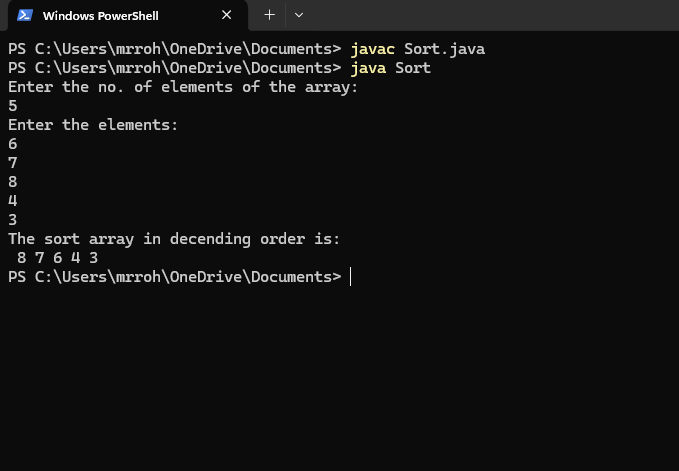 Windows PowerShell
PS C:\Users\mrroh\OneDrive\Documents> javac Sort.java
PS C:\Users\mrroh\OneDrive\Documents> java Sort
Enter the no. of elements of the array:
5
Enter the elements:
6
7
8
4
3
The sort array in decending order is:
 8 7 6 4 3
PS C:\Users\mrroh\OneDrive\Documents>